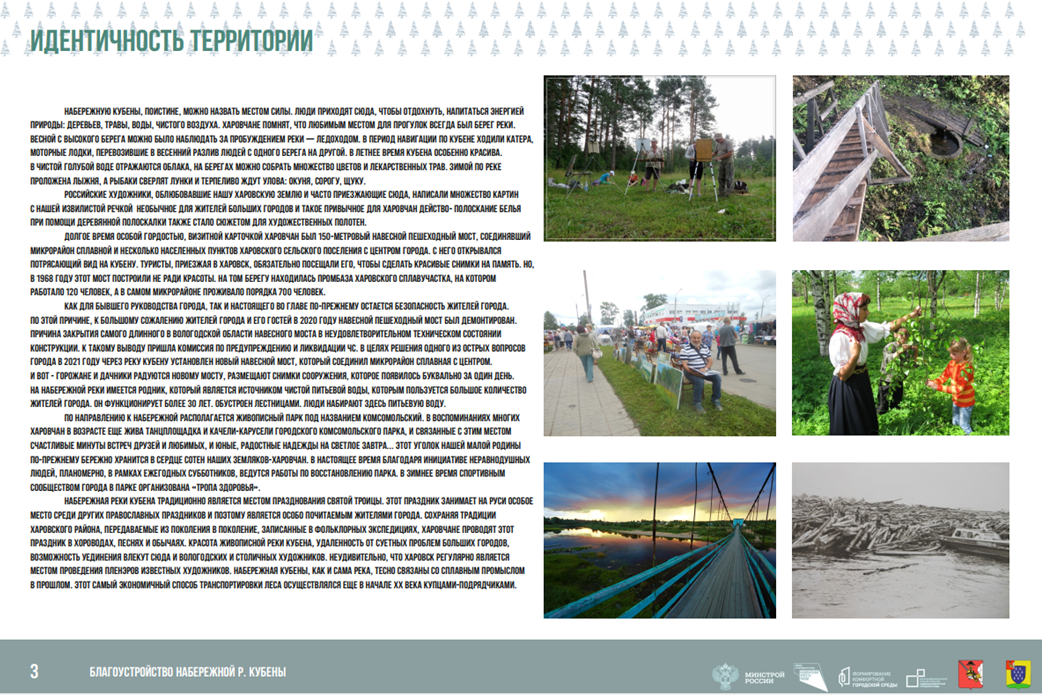 ИДЕНТИЧНОСТЬ ТЕРРИТОРИИ
НАБЕРЕЖНУЮ КУБЕНЫ, ПОИСТИНЕ, МОЖНО НАЗВАТЬ МЕСТОМ СИЛЫ. ЛЮДИ ПРИХОДЯТ СЮДА, ЧТОБЫ ОТДОХНУТЬ, НАПИТАТЬСЯ ЭНЕРГИЕЙ
ПРИРОДЫ: ДЕРЕВЬЕВ, ТРАВЫ, ВОДЫ, ЧИСТОГО ВОЗДУХА. ХАРОВЧАНЕ ПОМНЯТ, ЧТО ЛЮБИМЫМ МЕСТОМ ДЛЯ ПРОГУЛОК ВСЕГДА БЫЛ БЕРЕГ РЕКИ.
ВЕСНОЙ С ВЫСОКОГО БЕРЕГА МОЖНО БЫЛО НАБЛЮДАТЬ ЗА ПРОБУЖДЕНИЕМ РЕКИ — ЛЕДОХОДОМ. В ПЕРИОД НАВИГАЦИИ ПО КУБЕНЕ ХОДИЛИ КАТЕРА,
МОТОРНЫЕ ЛОДКИ, ПЕРЕВОЗИВШИЕ В ВЕСЕННИЙ РАЗЛИВ ЛЮДЕЙ С ОДНОГО БЕРЕГА НА ДРУГОЙ. В ЛЕТНЕЕ ВРЕМЯ КУБЕНА ОСОБЕННО КРАСИВА.
В ЧИСТОЙ ГОЛУБОЙ ВОДЕ ОТРАЖАЮТСЯ ОБЛАКА, НА БЕРЕГАХ МОЖНО СОБРАТЬ МНОЖЕСТВО ЦВЕТОВ И ЛЕКАРСТВЕННЫХ ТРАВ. ЗИМОЙ ПО РЕКЕ
ПРОЛОЖЕНА ЛЫЖНЯ, А РЫБАКИ СВЕРЛЯТ ЛУНКИ И ТЕРПЕЛИВО ЖДУТ УЛОВА: ОКУНЯ, СОРОГУ, ЩУКУ.
РОССИЙСКИЕ ХУДОЖНИКИ, ОБЛЮБОВАВШИЕ НАШУ ХАРОВСКУЮ ЗЕМЛЮ И ЧАСТО ПРИЕЗЖАЮЩИЕ СЮДА, НАПИСАЛИ МНОЖЕСТВО КАРТИН
С НАШЕЙ ИЗВИЛИСТОЙ РЕЧКОЙ НЕОБЫЧНОЕ ДЛЯ ЖИТЕЛЕЙ БОЛЬШИХ ГОРОДОВ И ТАКОЕ ПРИВЫЧНОЕ ДЛЯ ХАРОВЧАН ДЕЙСТВО- ПОЛОСКАНИЕ БЕЛЬЯ
ПРИ ПОМОЩИ ДЕРЕВЯННОЙ ПОЛОСКАЛКИ ТАКЖЕ СТАЛО СЮЖЕТОМ ДЛЯ ХУДОЖЕСТВЕННЫХ ПОЛОТЕН.
ДОЛГОЕ ВРЕМЯ ОСОБОЙ ГОРДОСТЬЮ, ВИЗИТНОЙ КАРТОЧКОЙ ХАРОВЧАН БЫЛ 150-МЕТРОВЫЙ НАВЕСНОЙ ПЕШЕХОДНЫЙ МОСТ, СОЕДИНЯВШИЙ
МИКРОРАЙОН СПЛАВНОЙ И НЕСКОЛЬКО НАСЕЛЕННЫХ ПУНКТОВ ХАРОВСКОГО СЕЛЬСКОГО ПОСЕЛЕНИЯ С ЦЕНТРОМ ГОРОДА. С НЕГО ОТКРЫВАЛСЯ
ПОТРЯСАЮЩИЙ ВИД НА КУБЕНУ. ТУРИСТЫ, ПРИЕЗЖАЯ В ХАРОВСК, ОБЯЗАТЕЛЬНО ПОСЕЩАЛИ ЕГО, ЧТОБЫ СДЕЛАТЬ КРАСИВЫЕ СНИМКИ НА ПАМЯТЬ. НО,
В 1968 ГОДУ ЭТОТ МОСТ ПОСТРОИЛИ НЕ РАДИ КРАСОТЫ. НА ТОМ БЕРЕГУ НАХОДИЛАСЬ ПРОМБАЗА ХАРОВСКОГО СПЛАВУЧАСТКА, НА КОТОРОМ
РАБОТАЛО 120 ЧЕЛОВЕК, А В САМОМ МИКРОРАЙОНЕ ПРОЖИВАЛО ПОРЯДКА 700 ЧЕЛОВЕК.
КАК ДЛЯ БЫВШЕГО РУКОВОДСТВА ГОРОДА, ТАК И НАСТОЯЩЕГО ВО ГЛАВЕ ПО-ПРЕЖНЕМУ ОСТАЕТСЯ БЕЗОПАСНОСТЬ ЖИТЕЛЕЙ ГОРОДА.
ПО ЭТОЙ ПРИЧИНЕ, К БОЛЬШОМУ СОЖАЛЕНИЮ ЖИТЕЛЕЙ ГОРОДА И ЕГО ГОСТЕЙ В 2020 ГОДУ НАВЕСНОЙ ПЕШЕХОДНЫЙ МОСТ БЫЛ ДЕМОНТИРОВАН.
ПРИЧИНА ЗАКРЫТИЯ САМОГО ДЛИННОГО В ВОЛОГОДСКОЙ ОБЛАСТИ НАВЕСНОГО МОСТА В НЕУДОВЛЕТВОРИТЕЛЬНОМ ТЕХНИЧЕСКОМ СОСТОЯНИИ
КОНСТРУКЦИИ. К ТАКОМУ ВЫВОДУ ПРИШЛА КОМИССИЯ ПО ПРЕДУПРЕЖДЕНИЮ И ЛИКВИДАЦИИ ЧС. В ЦЕЛЯХ РЕШЕНИЯ ОДНОГО ИЗ ОСТРЫХ ВОПРОСОВ
ГОРОДА В 2021 ГОДУ ЧЕРЕЗ РЕКУ КУБЕНУ УСТАНОВЛЕН НОВЫЙ НАВЕСНОЙ МОСТ, КОТОРЫЙ СОЕДИНИЛ МИКРОРАЙОН СПЛАВНАЯ С ЦЕНТРОМ.
И ВОТ - ГОРОЖАНЕ И ДАЧНИКИ РАДУЮТСЯ НОВОМУ МОСТУ, РАЗМЕЩАЮТ СНИМКИ СООРУЖЕНИЯ, КОТОРОЕ ПОЯВИЛОСЬ БУКВАЛЬНО ЗА ОДИН ДЕНЬ.
НА НАБЕРЕЖНОЙ РЕКИ ИМЕЕТСЯ РОДНИК, КОТОРЫЙ ЯВЛЯЕТСЯ ИСТОЧНИКОМ ЧИСТОЙ ПИТЬЕВОЙ ВОДЫ, КОТОРЫМ ПОЛЬЗУЕТСЯ БОЛЬШОЕ КОЛИЧЕСТВО
ЖИТЕЛЕЙ ГОРОДА. ОН ФУНКЦИОНИРУЕТ БОЛЕЕ 30 ЛЕТ. ОБУСТРОЕН ЛЕСТНИЦАМИ. ЛЮДИ НАБИРАЮТ ЗДЕСЬ ПИТЬЕВУЮ ВОДУ.
ПО НАПРАВЛЕНИЮ К НАБЕРЕЖНОЙ РАСПОЛАГАЕТСЯ ЖИВОПИСНЫЙ ПАРК ПОД НАЗВАНИЕМ КОМСОМОЛЬСКИЙ. В ВОСПОМИНАНИЯХ МНОГИХ
ХАРОВЧАН В ВОЗРАСТЕ ЕЩЕ ЖИВА ТАНЦПЛОЩАДКА И КАЧЕЛИ-КАРУСЕЛИ ГОРОДСКОГО КОМСОМОЛЬСКОГО ПАРКА, И СВЯЗАННЫЕ С ЭТИМ МЕСТОМ
СЧАСТЛИВЫЕ МИНУТЫ ВСТРЕЧ ДРУЗЕЙ И ЛЮБИМЫХ, И ЮНЫЕ, РАДОСТНЫЕ НАДЕЖДЫ НА СВЕТЛОЕ ЗАВТРА... ЭТОТ УГОЛОК НАШЕЙ МАЛОЙ РОДИНЫ
ПО-ПРЕЖНЕМУ БЕРЕЖНО ХРАНИТСЯ В СЕРДЦЕ СОТЕН НАШИХ ЗЕМЛЯКОВ-ХАРОВЧАН. В НАСТОЯЩЕЕ ВРЕМЯ БЛАГОДАРЯ ИНИЦИАТИВЕ НЕРАВНОДУШНЫХ
ЛЮДЕЙ, ПЛАНОМЕРНО, В РАМКАХ ЕЖЕГОДНЫХ СУББОТНИКОВ, ВЕДУТСЯ РАБОТЫ ПО ВОССТАНОВЛЕНИЮ ПАРКА. В ЗИМНЕЕ ВРЕМЯ СПОРТИВНЫМ
СООБЩЕСТВОМ ГОРОДА В ПАРКЕ ОРГАНИЗОВАНА «ТРОПА ЗДОРОВЬЯ».
НАБЕРЕЖНАЯ РЕКИ КУБЕНА ТРАДИЦИОННО ЯВЛЯЕТСЯ МЕСТОМ ПРАЗДНОВАНИЯ СВЯТОЙ ТРОИЦЫ. ЭТОТ ПРАЗДНИК ЗАНИМАЕТ НА РУСИ ОСОБОЕ
МЕСТО СРЕДИ ДРУГИХ ПРАВОСЛАВНЫХ ПРАЗДНИКОВ И ПОЭТОМУ ЯВЛЯЕТСЯ ОСОБО ПОЧИТАЕМЫМ ЖИТЕЛЯМИ ГОРОДА. СОХРАНЯЯ ТРАДИЦИИ
ХАРОВСКОГО РАЙОНА, ПЕРЕДАВАЕМЫЕ ИЗ ПОКОЛЕНИЯ В ПОКОЛЕНИЕ, ЗАПИСАННЫЕ В ФОЛЬКЛОРНЫХ ЭКСПЕДИЦИЯХ, ХАРОВЧАНЕ ПРОВОДЯТ ЭТОТ
ПРАЗДНИК В ХОРОВОДАХ, ПЕСНЯХ И ОБЫЧАЯХ. КРАСОТА ЖИВОПИСНОЙ РЕКИ КУБЕНА, УДАЛЕННОСТЬ ОТ СУЕТНЫХ ПРОБЛЕМ БОЛЬШИХ ГОРОДОВ,
ВОЗМОЖНОСТЬ УЕДИНЕНИЯ ВЛЕКУТ СЮДА И ВОЛОГОДСКИХ И СТОЛИЧНЫХ ХУДОЖНИКОВ. НЕУДИВИТЕЛЬНО, ЧТО ХАРОВСК РЕГУЛЯРНО ЯВЛЯЕТСЯ
МЕСТОМ ПРОВЕДЕНИЯ ПЛЕНЭРОВ ИЗВЕСТНЫХ ХУДОЖНИКОВ. НАБЕРЕЖНАЯ КУБЕНЫ, КАК И САМА РЕКА, ТЕСНО СВЯЗАНЫ СО СПЛАВНЫМ ПРОМЫСЛОМ
В ПРОШЛОМ. ЭТОТ САМЫЙ ЭКОНОМИЧНЫЙ СПОСОБ ТРАНСПОРТИРОВКИ ЛЕСА ОСУЩЕСТВЛЯЛСЯ ЕЩЕ В НАЧАЛЕ XX ВЕКА КУПЦАМИ-ПОДРЯДЧИКАМИ.
3
БЛАГОУСТРОЙСТВО НАБЕРЕЖНОЙ Р. КУБЕНЫ
МИНСТРОЙ
РОССИИ
ФОРМИРОВАНИЕ
КОМФОРТНОЙ
ГОРОДСКОЙ СРЕДЫ